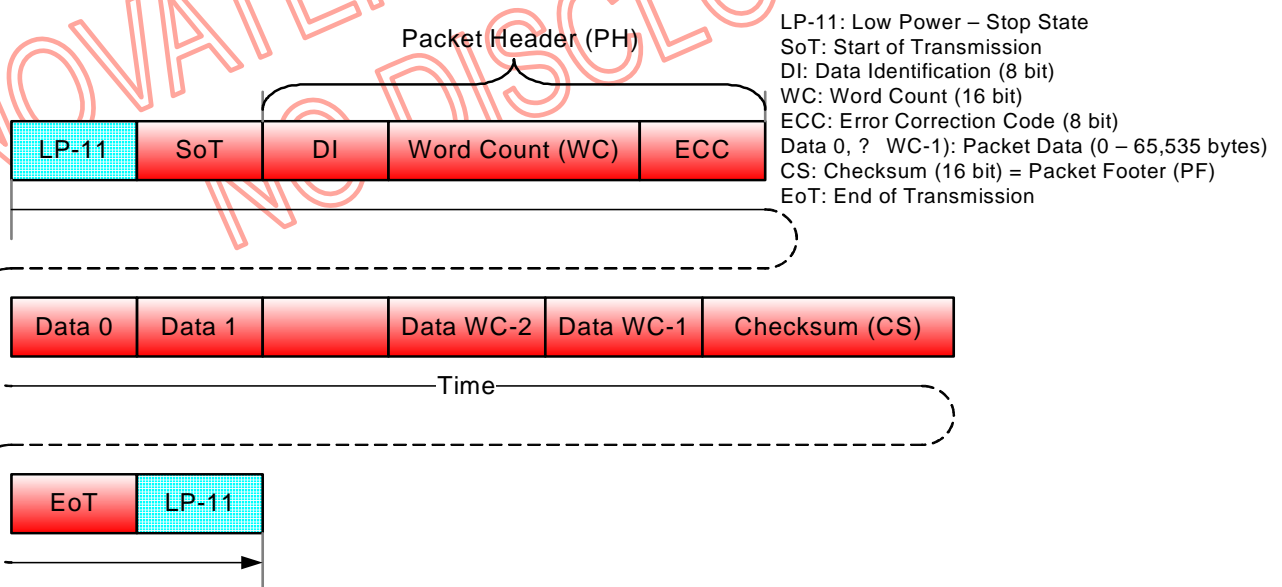 Packet Header (PH)
LP-11: Low Power – Stop State
SoT: Start of Transmission
DI: Data Identification (8 bit)
WC: Word Count (16 bit)
ECC: Error Correction Code (8 bit)
Data 0, ? WC-1): Packet Data (0 – 65,535 bytes)
CS: Checksum (16 bit) = Packet Footer (PF)
EoT: End of Transmission
LP-11 SoT DI Word Count (WC) ECC
Data 0 Data 1 Data WC-2 Data WC-1 Checksum (CS)
Time
EoT LP-11
NO DISCLO